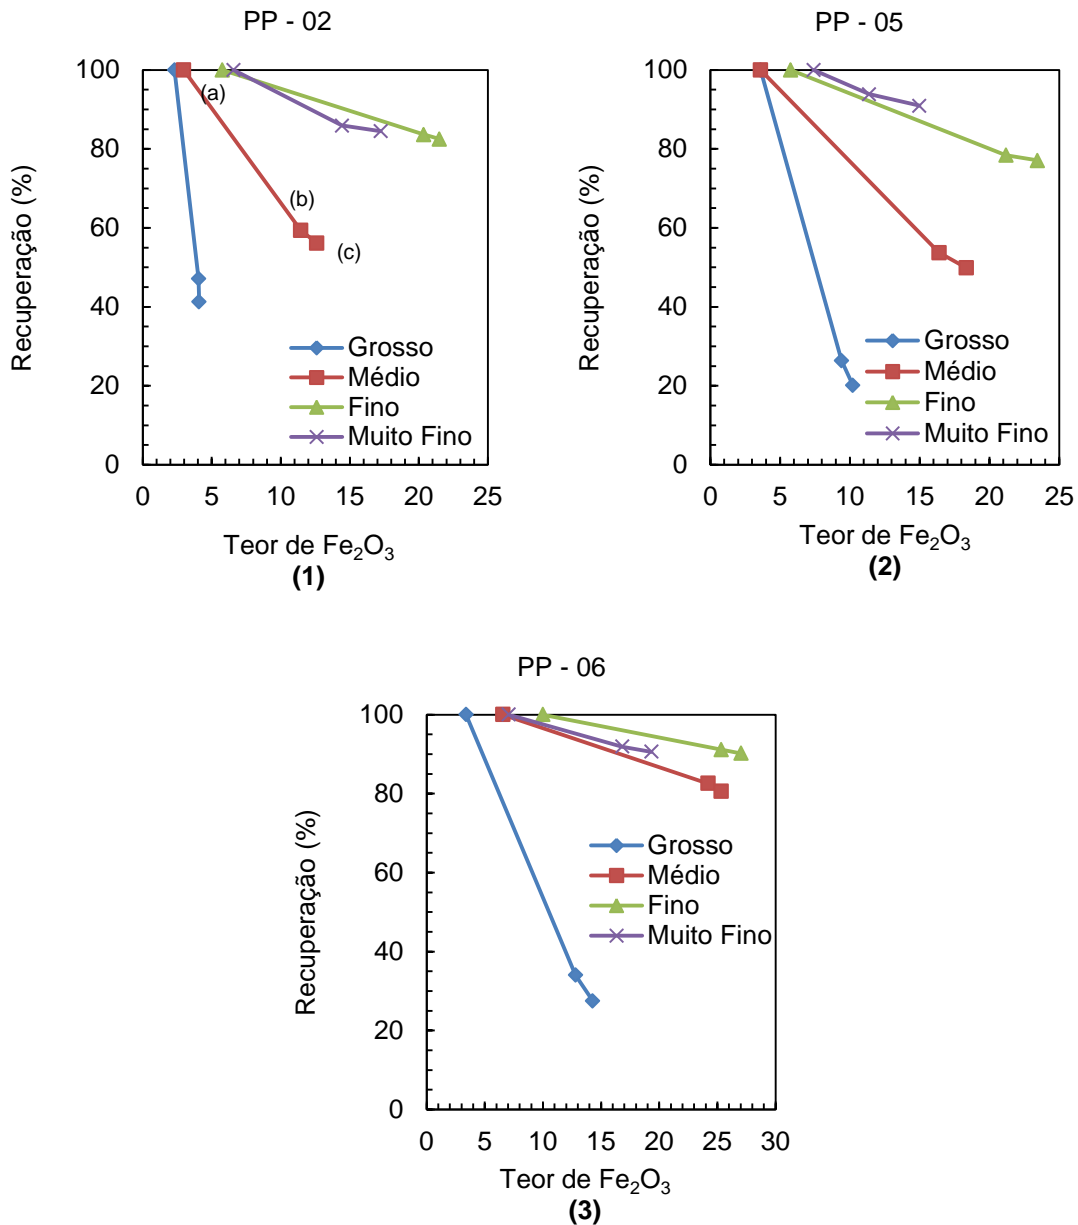 PP - 02
Recuperação (%)
100
80
60
40
20
0
(a)
(b)
(c)
Grosso
Médio
Fino
Muito Fino
0 5 10 15 20 25
Teor de Fe₂O₃
(1)
PP - 05
Recuperação (%)
100
80
60
40
20
0
Grosso
Médio
Fino
Muito Fino
0 5 10 15 20 25
Teor de Fe₂O₃
(2)
PP - 06
Recuperação (%)
100
80
60
40
20
0
Grosso
Médio
Fino
Muito Fino
0 5 10 15 20 25 30
Teor de Fe₂O₃
(3)